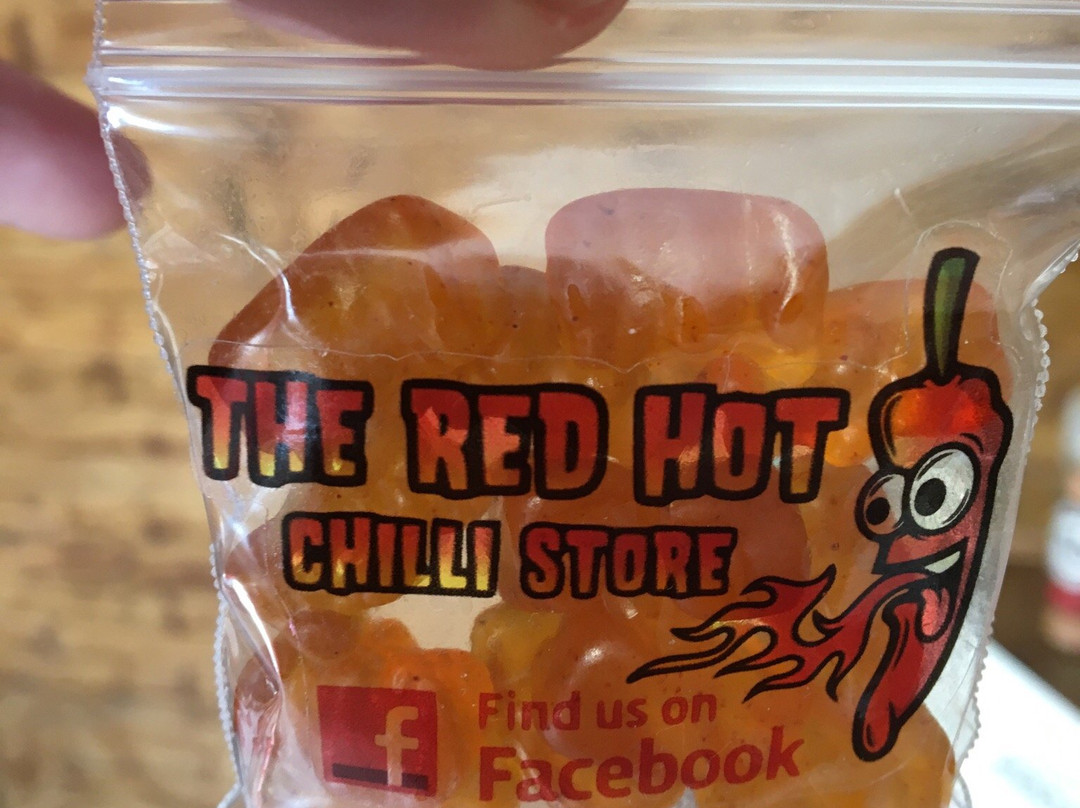 THE RED HOT
CHILLI STORE
f
Find us on
Facebook